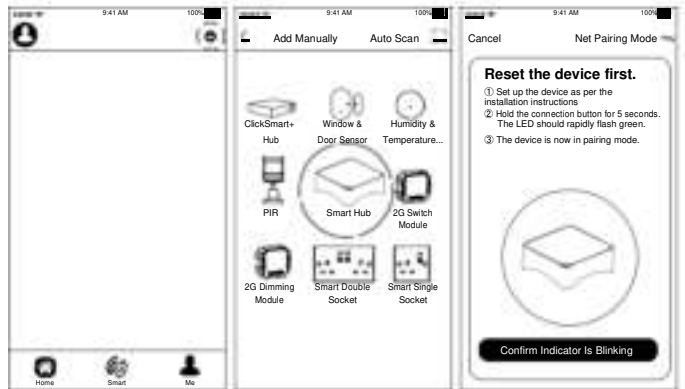 9:41 AM 100%
Home Smart Me
9:41 AM 100%
Add Manually Auto Scan
ClickSmart+
Hub
Window &
Door Sensor
Humidity &
Temperature...
PIR
Smart Hub
2G Switch
Module
2G Dimming
Module
Smart Double
Socket
Smart Single
Socket
9:41 AM 100%
Cancel Net Pairing Mode
Reset the device first.
① Set up the device as per the
installation instructions
② Hold the connection button for 5 seconds.
The LED should rapidly flash green.
③ The device is now in pairing mode.
Confirm Indicator Is Blinking